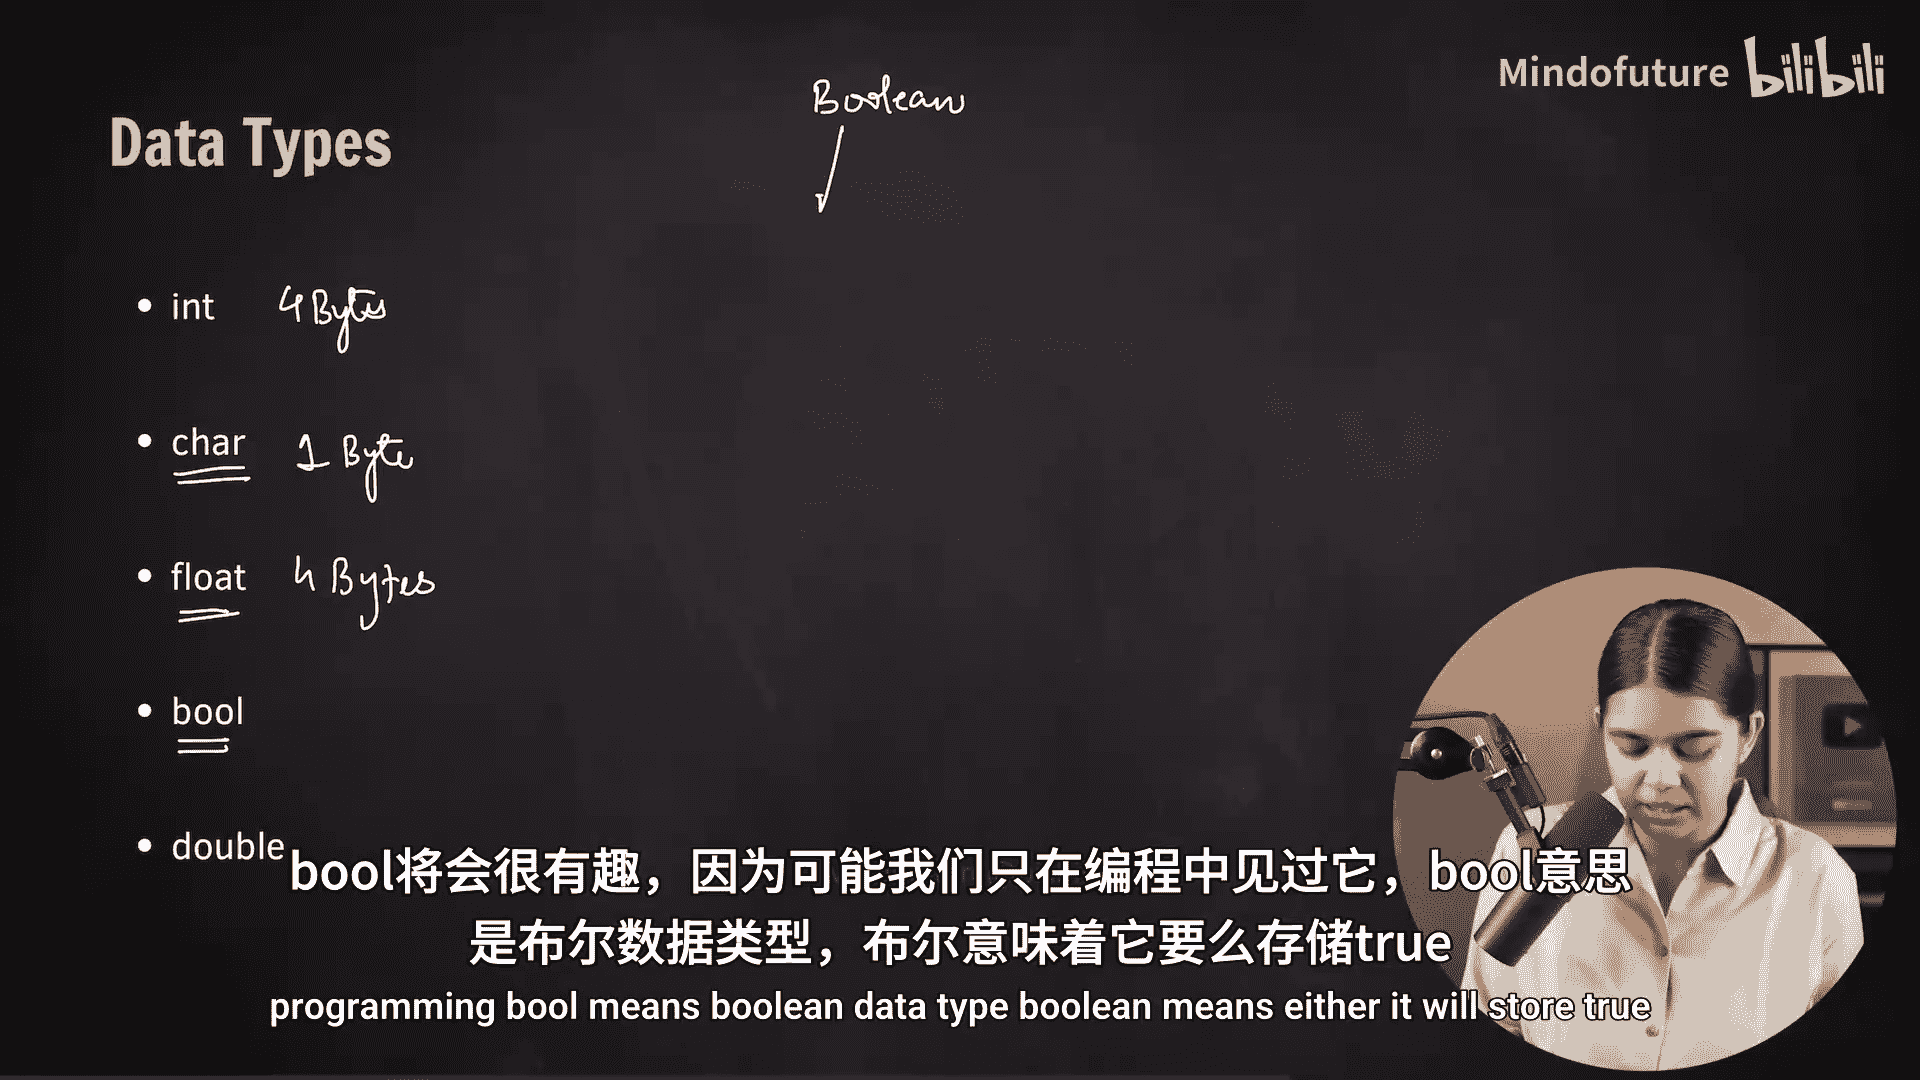 Mindofuture bilibili
Boolean
Data Types
int 4 Bytes
char 1 Byte
float 4 Bytes
bool
double
bool将会很有趣，因为可能我们只在编程中见过它，bool意思
是布尔数据类型，布尔意味着它要么存储true
programming bool means boolean data type boolean means either it will store true